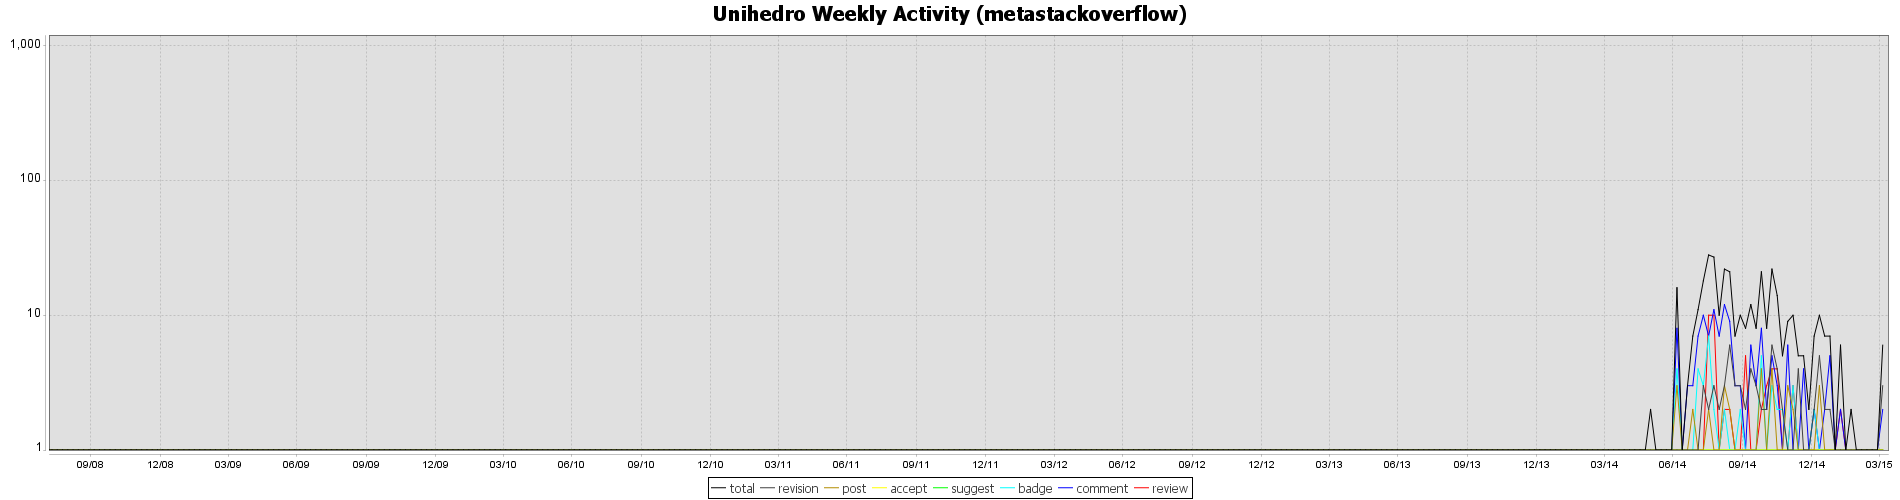 Unihedro Weekly Activity (metastackoverflow)
1,000
100
10
1
09/08 12/08 03/09 06/09 09/09 12/09 03/10 06/10 09/10 12/10 03/11 06/11 09/11 12/11 03/12 06/12 09/12 12/12 03/13 06/13 09/13 12/13 03/14 06/14 09/14 12/14 03/15
total revision post accept suggest badge comment review